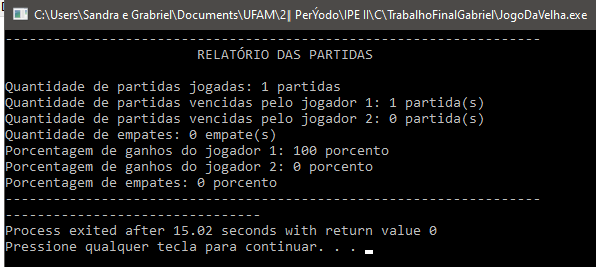 C:\Users\Sandra e Grabriel\Documents\UFAM\2‖ PerÝodo\IPE II\C\TrabalhoFinalGabriel\JogoDaVelha.exe
-------------------------------------------------------------------
RELATÓRIO DAS PARTIDAS
Quantidade de partidas jogadas: 1 partidas
Quantidade de partidas vencidas pelo jogador 1: 1 partida(s)
Quantidade de partidas vencidas pelo jogador 2: 0 partida(s)
Quantidade de empates: 0 empate(s)
Porcentagem de ganhos do jogador 1: 100 porcento
Porcentagem de ganhos do jogador 2: 0 porcento
Porcentagem de empates: 0 porcento
-------------------------------------------------------------------
--------------------------------
Process exited after 15.02 seconds with return value 0
Pressione qualquer tecla para continuar. . .